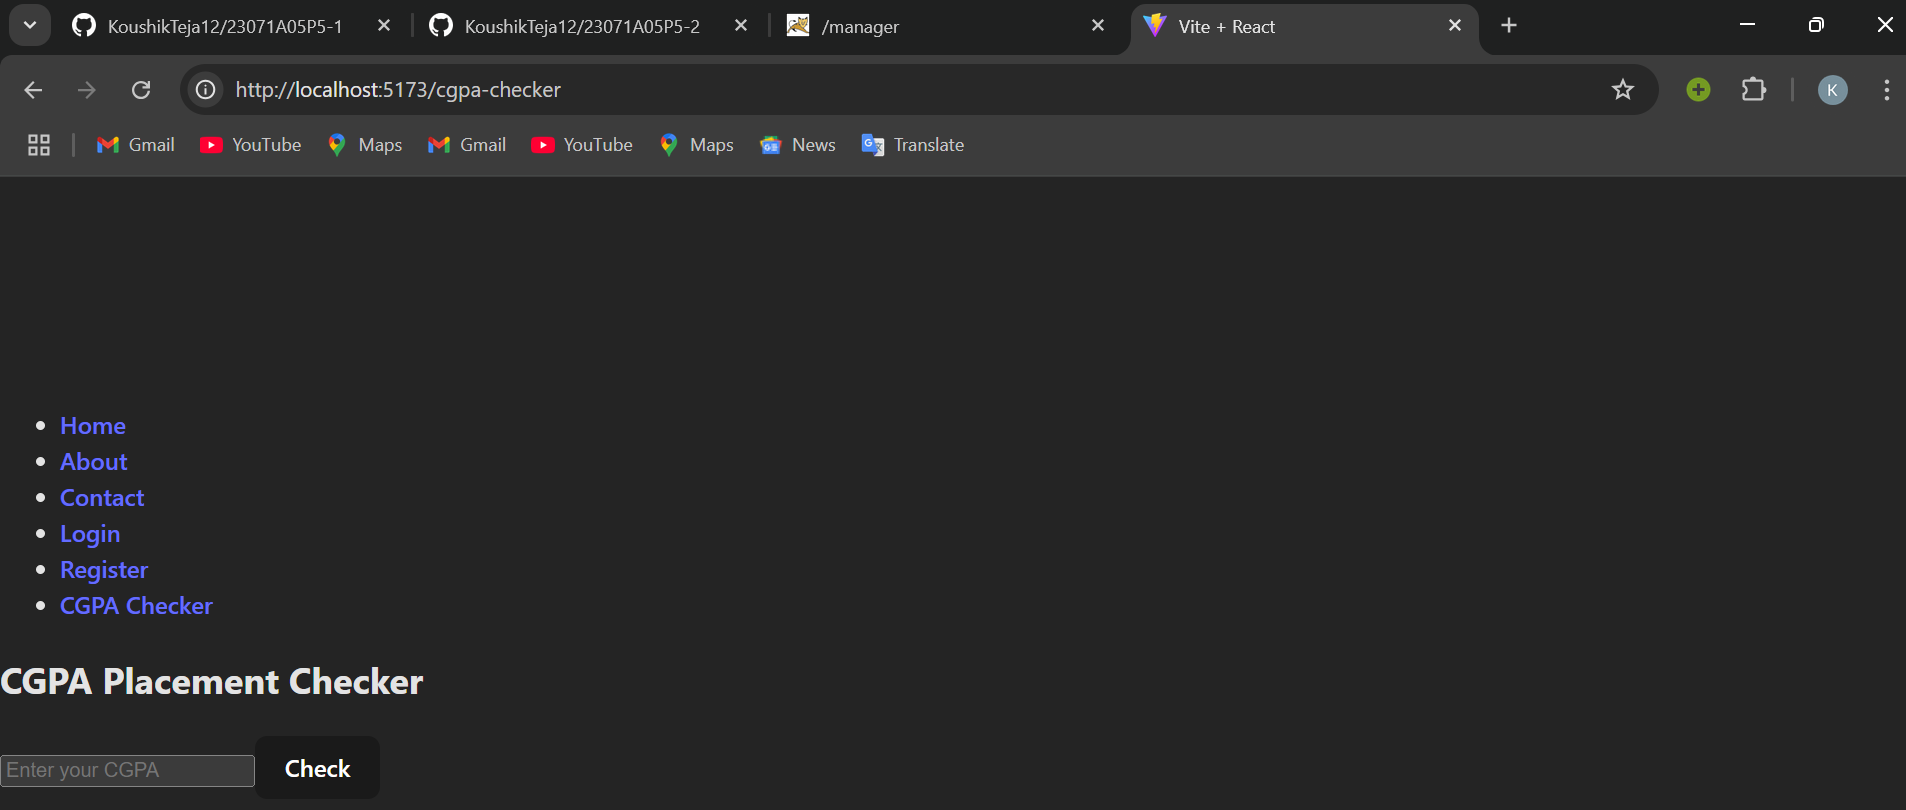 KoushikTeja12/23071A05P5-1 KoushikTeja12/23071A05P5-2 /manager Vite + React
http://localhost:5173/cgpa-checker K
Gmail YouTube Maps Gmail YouTube Maps News Translate
Home
About
Contact
Login
Register
CGPA Checker
CGPA Placement Checker
Enter your CGPA Check